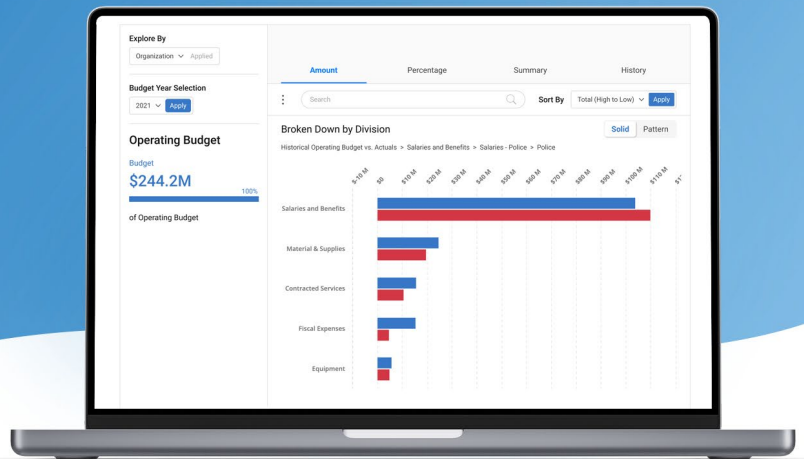 Explore By
Organization Applied
Budget Year Selection
2021 Apply
Operating Budget
Budget
$244.2M
100%
of Operating Budget
Amount Percentage Summary History
Search Sort By Total (High to Low) Apply
Broken Down by Division Solid Pattern
Historical Operating Budget vs. Actuals > Salaries and Benefits > Salaries - Police > Police
$-10 M $0 $10 M $20 M $30 M $40 M $50 M $60 M $70 M $80 M $90 M $100 M $110 M
Salaries and Benefits
Material & Supplies
Contracted Services
Fiscal Expenses
Equipment